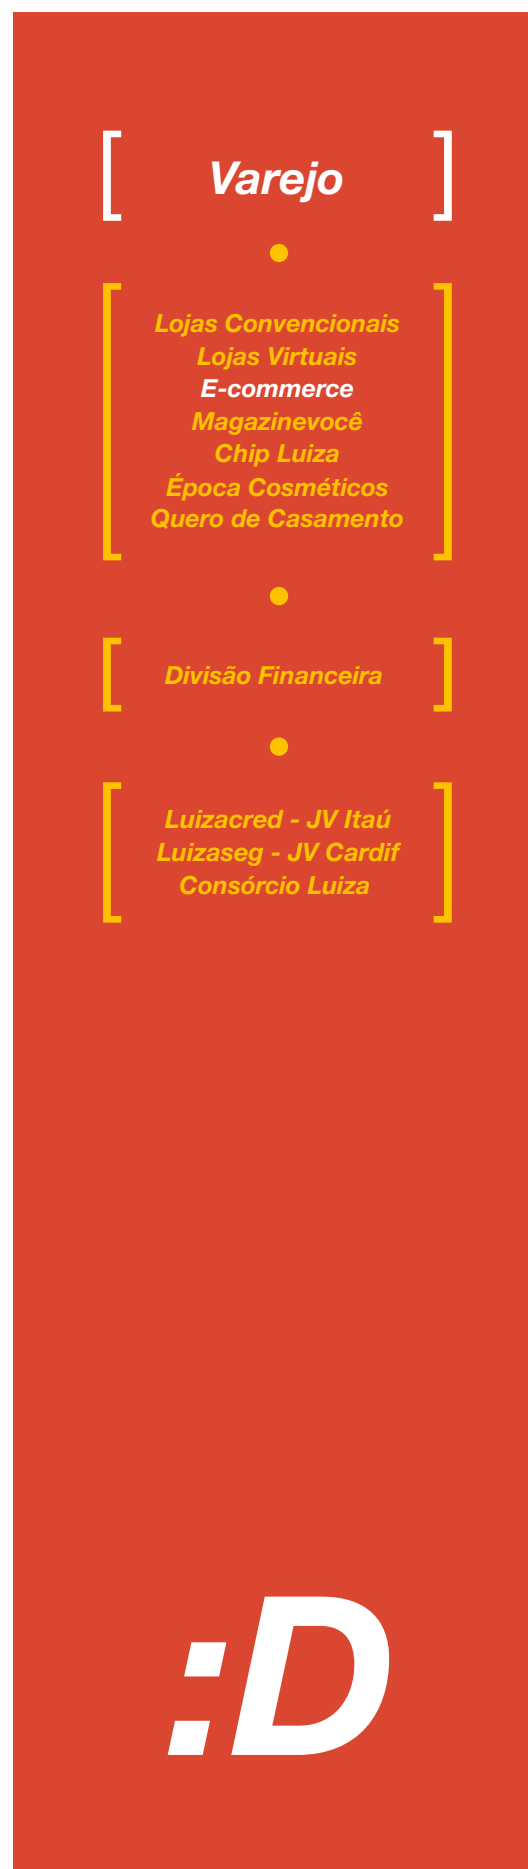 Varejo
Lojas Convencionais
Lojas Virtuais
E-commerce
Magazinevocê
Chip Luiza
Época Cosméticos
Quero de Casamento
Divisão Financeira
Luizacred - JV Itaú
Luizaseg - JV Cardif
Consórcio Luiza
:D